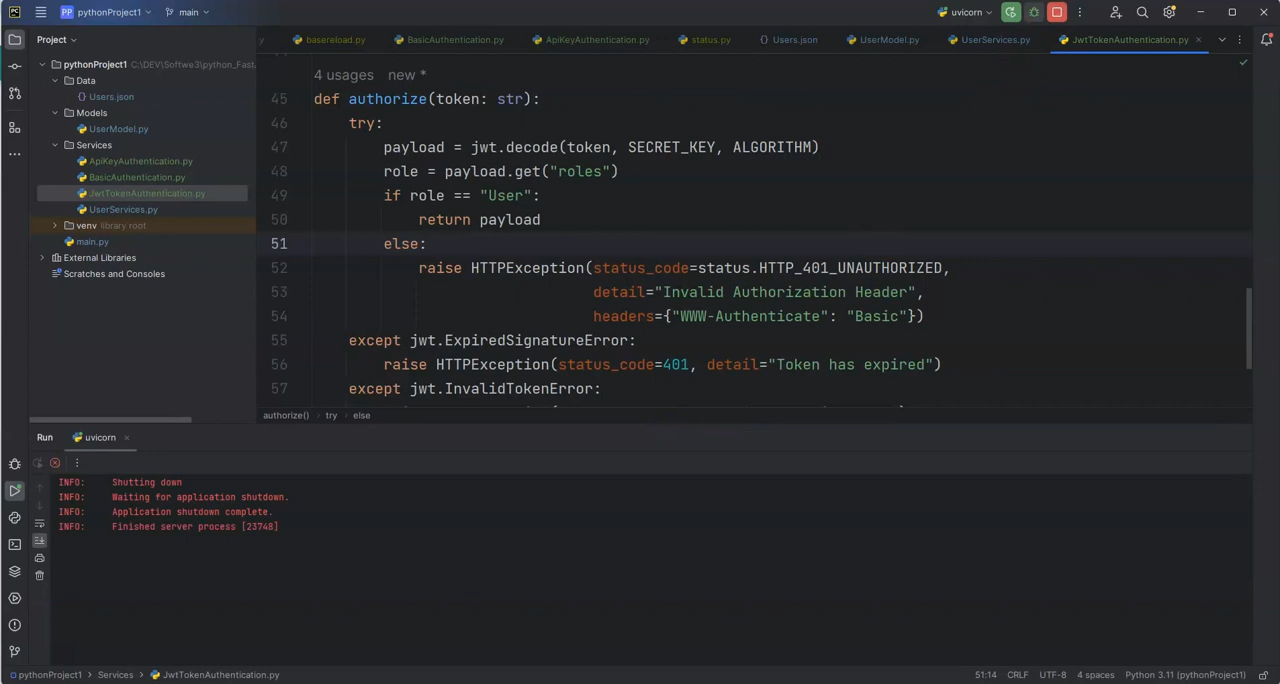 PC
PP pythonProject1
main
uvicorn
Project
basereload.py
BasicAuthentication.py
ApiKeyAuthentication.py
status.py
Users.json
UserModel.py
UserServices.py
JwtTokenAuthentication.py
pythonProject1 C:\DEV\Softwe3\python_Fast
Data
Users.json
Models
UserModel.py
Services
ApiKeyAuthentication.py
BasicAuthentication.py
JwtTokenAuthentication.py
UserServices.py
venv library root
main.py
External Libraries
Scratches and Consoles
4 usages new *
45 def authorize(token: str):
46 try:
47 payload = jwt.decode(token, SECRET_KEY, ALGORITHM)
48 role = payload.get("roles")
49 if role == "User":
50 return payload
51 else:
52 raise HTTPException(status_code=status.HTTP_401_UNAUTHORIZED,
53 detail="Invalid Authorization Header",
54 headers={"WWW-Authenticate": "Basic"})
55 except jwt.ExpiredSignatureError:
56 raise HTTPException(status_code=401, detail="Token has expired")
57 except jwt.InvalidTokenError:
authorize() › try › else
Run uvicorn
INFO: Shutting down
INFO: Waiting for application shutdown.
INFO: Application shutdown complete.
INFO: Finished server process [23748]
pythonProject1 › Services › JwtTokenAuthentication.py
51:14 CRLF UTF-8 4 spaces Python 3.11 (pythonProject1)